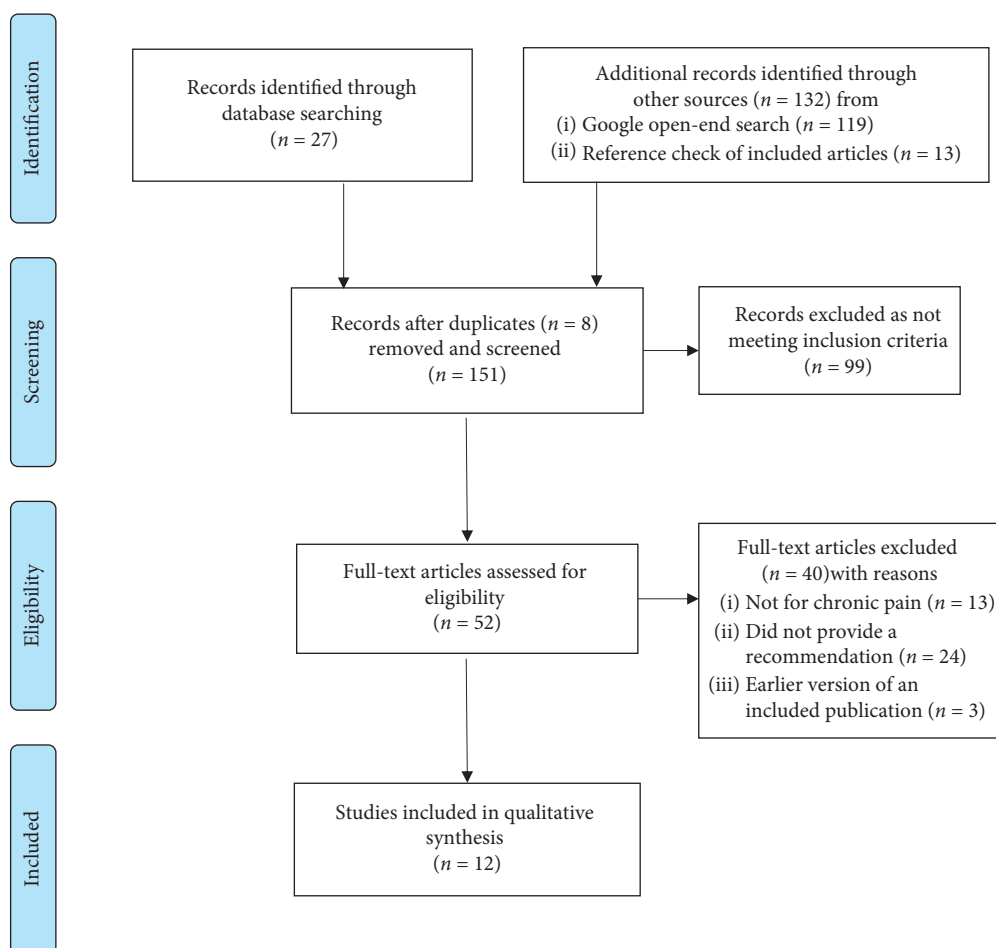 Identification
Records identified through
database searching
(n = 27)
Additional records identified through
other sources (n = 132) from
(i) Google open-end search (n = 119)
(ii) Reference check of included articles (n = 13)
Screening
Records after duplicates (n = 8)
removed and screened
(n = 151)
Records excluded as not
meeting inclusion criteria
(n = 99)
Eligibility
Full-text articles assessed for
eligibility
(n = 52)
Full-text articles excluded
(n = 40)with reasons
(i) Not for chronic pain (n = 13)
(ii) Did not provide a
recommendation (n = 24)
(iii) Earlier version of an
included publication (n = 3)
Included
Studies included in qualitative
synthesis
(n = 12)